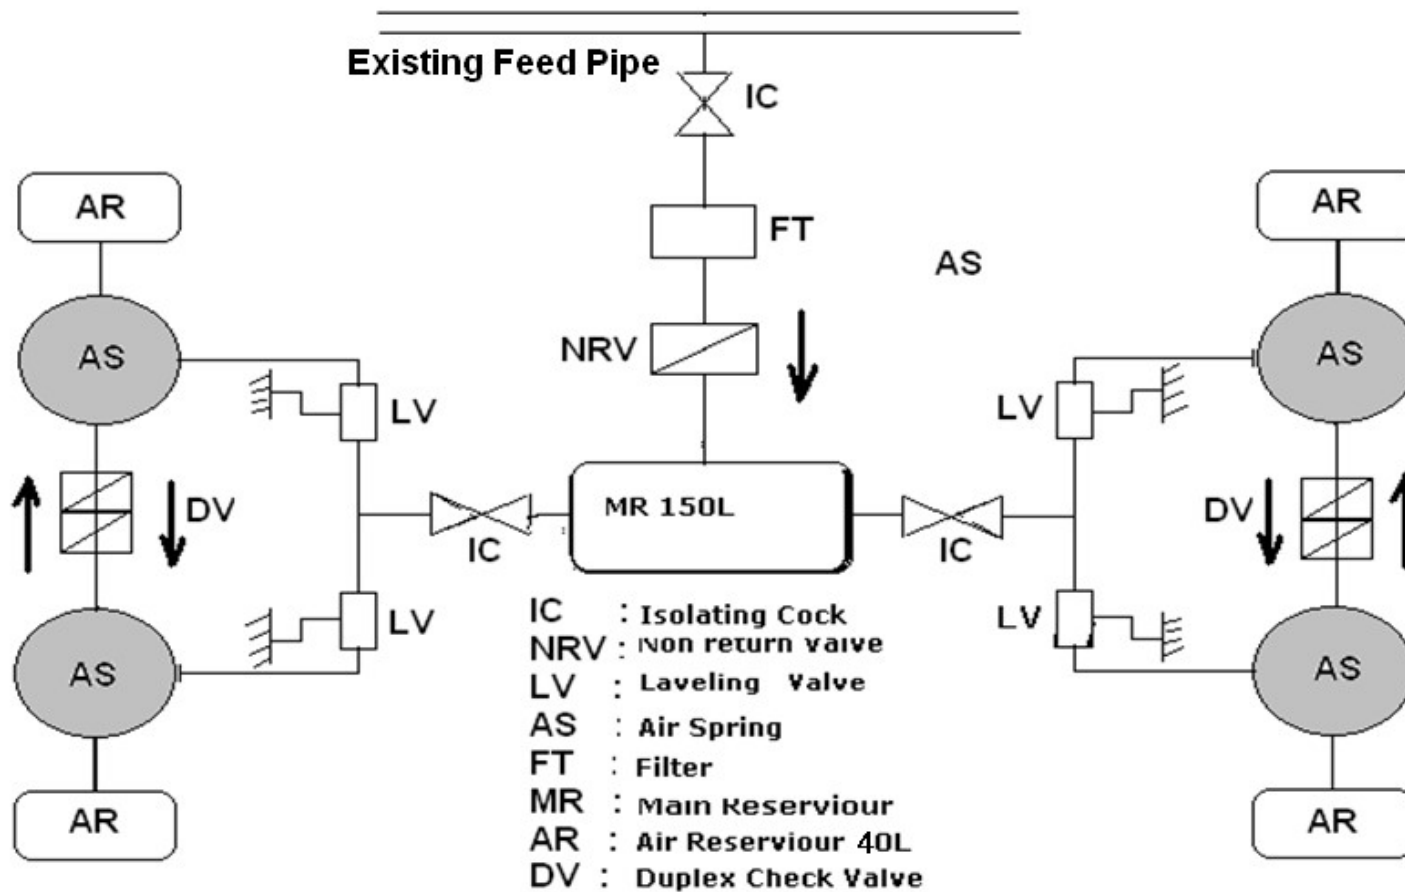 Existing Feed Pipe
IC
AR
AR
FT
AS
NRV
AS
AS
LV
LV
DV
MR 150L
DV
IC
IC
LV
LV
AS
AS
AR
AR
IC : Isolating Cock
NRV : Non return Valve
LV : Laveling Valve
AS : Air Spring
FT : Filter
MR : Main Reserviour
AR : Air Reserviour 40L
DV : Duplex Check Valve